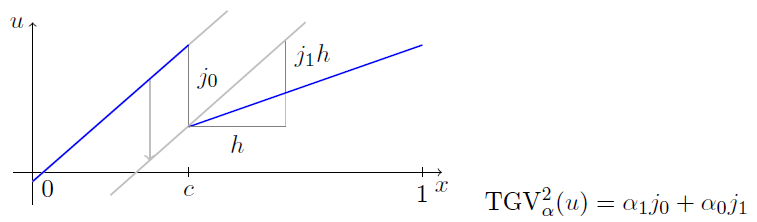 u
j₀
j₁h
h
0
c
1
x
TGV²_α(u) = α₁j₀ + α₀j₁